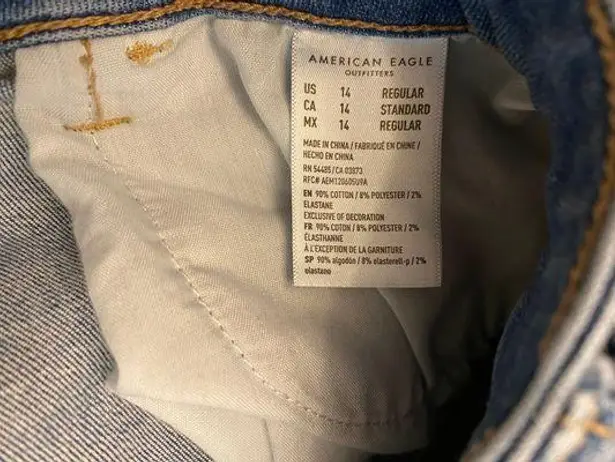 AMERICAN EAGLE
OUTFITTERS
US 14 REGULAR
CA 14 STANDARD
MX 14 REGULAR
MADE IN CHINA / FABRIQUÉ EN CHINE /
HECHO EN CHINA
RN 54485/CA 03873
RFC# AEM120605U9A
EN 90% COTTON / 8% POLYESTER / 2%
ELASTANE
EXCLUSIVE OF DECORATION
FR 90% COTTON / 8% POLYESTER / 2%
ÉLASTHANNE
À L'EXCEPTION DE LA GARNITURE
SP 90% algodón / 8% elasterell-p / 2%
elastano